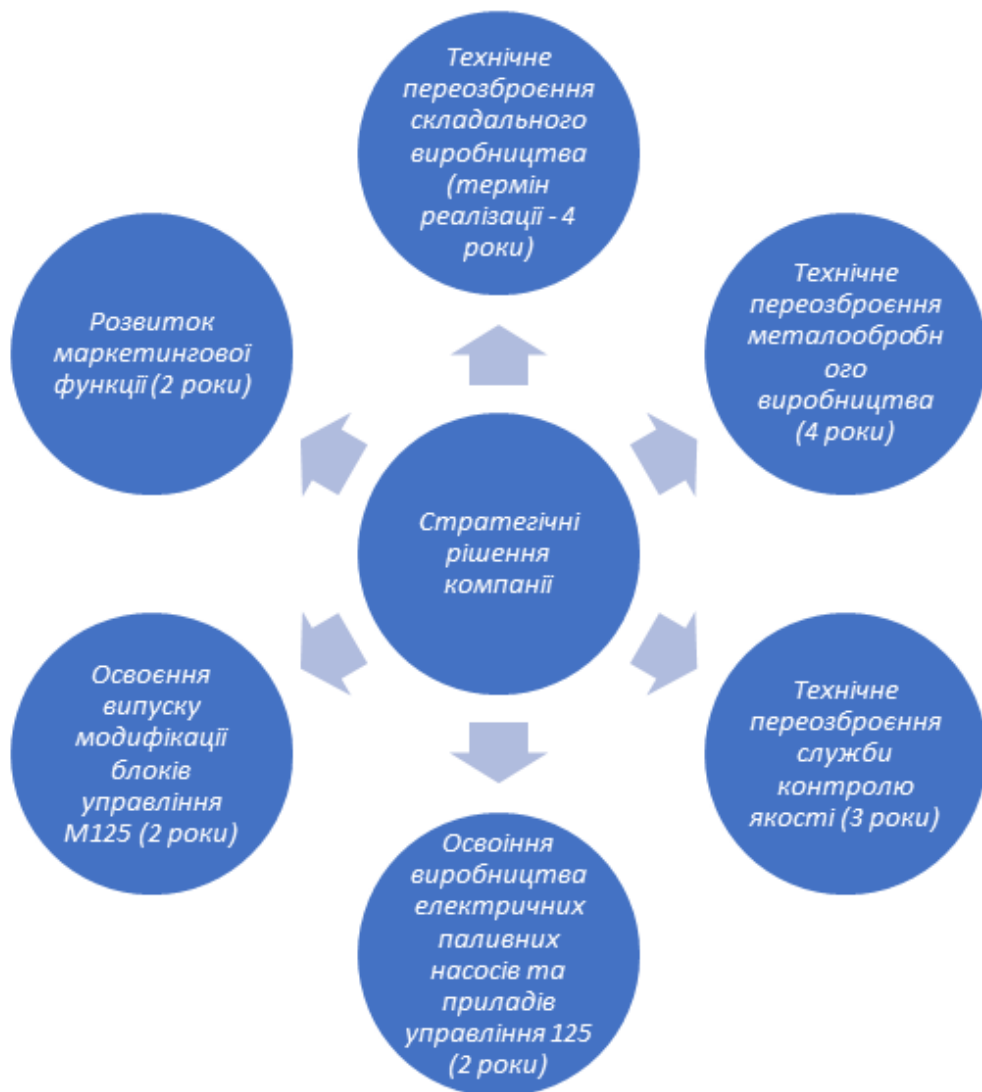 Технічне
переозброєння
складального
виробництва
(термін
реалізації - 4
роки)
Технічне
переозброєння
металообробн
ого
виробництва
(4 роки)
Розвиток
маркетингової
функції (2 роки)
Стратегічні
рішення
компанії
Технічне
переозброєння
служби
контролю
якості (3 роки)
Освоєння
випуску
модифікації
блоків
управління
М125 (2 роки)
Освоіння
виробництва
електричних
паливних
насосів та
приладів
управління 125
(2 роки)